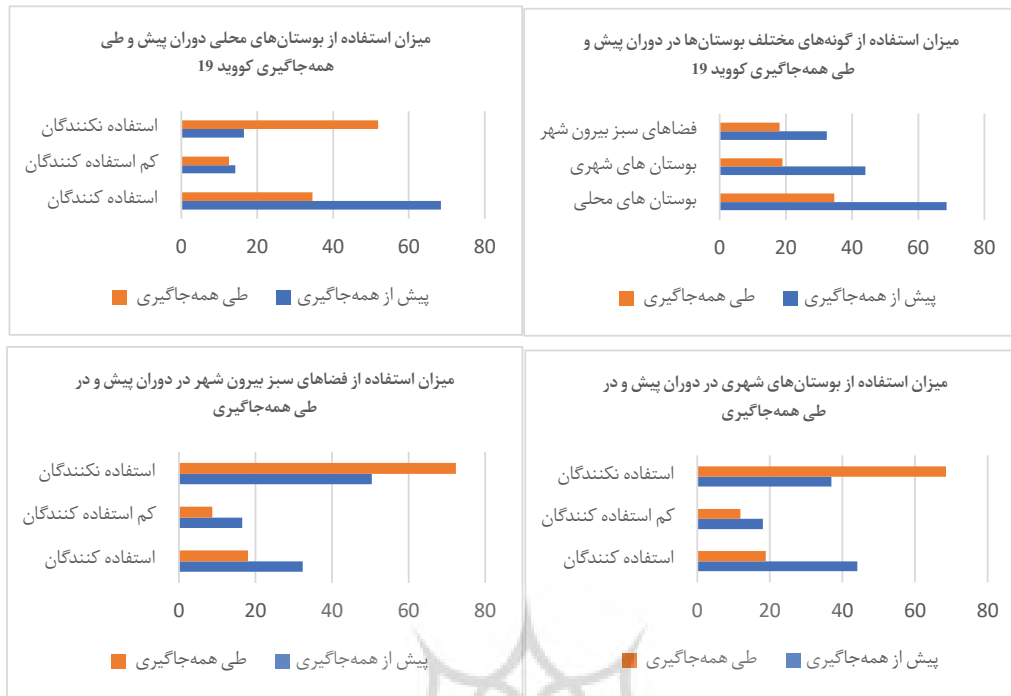 میزان استفاده از گونه‌های مختلف بوستان‌ها در دوران پیش و
طی همه‌جاگیری کووید 19
فضاهای سبز بیرون شهر
بوستان های شهری
بوستان های محلی
0 20 40 60 80
پیش از همه‌جاگیری طی همه‌جاگیری
میزان استفاده از بوستان‌های محلی دوران پیش و طی
همه‌جاگیری کووید 19
استفاده نکنندگان
کم استفاده کنندگان
استفاده کنندگان
0 20 40 60 80
پیش از همه‌جاگیری طی همه‌جاگیری
میزان استفاده از بوستان‌های شهری در دوران پیش و در
طی همه‌جاگیری
استفاده نکنندگان
کم استفاده کنندگان
استفاده کنندگان
0 20 40 60 80
پیش از همه‌جاگیری طی همه‌جاگیری
میزان استفاده از فضاهای سبز بیرون شهر در دوران پیش و در
طی همه‌جاگیری
استفاده نکنندگان
کم استفاده کنندگان
استفاده کنندگان
0 20 40 60 80
پیش از همه‌جاگیری طی همه‌جاگیری